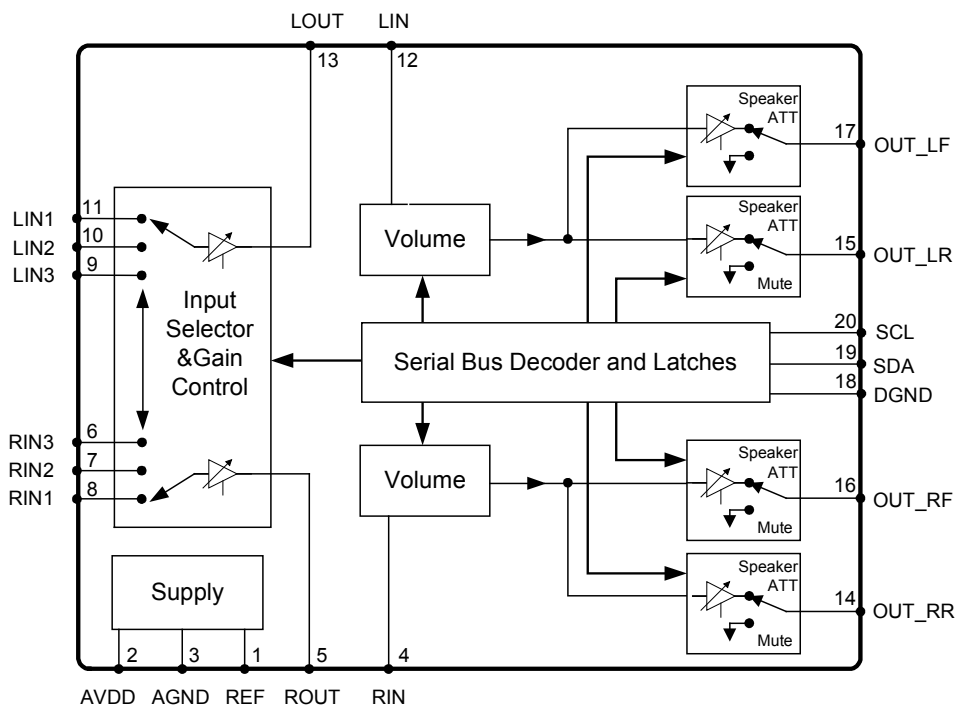 LOUT
LIN
13
12
Speaker
ATT
17
OUT_LF
LIN1
11
LIN2
10
LIN3
9
Input
Selector
&Gain
Control
Volume
Speaker
ATT
Mute
15
OUT_LR
Serial Bus Decoder and Latches
20
SCL
19
SDA
18
DGND
RIN3
6
RIN2
7
RIN1
8
Volume
Speaker
ATT
Mute
16
OUT_RF
Supply
Speaker
ATT
Mute
14
OUT_RR
2
3
1
5
4
AVDD
AGND
REF
ROUT
RIN